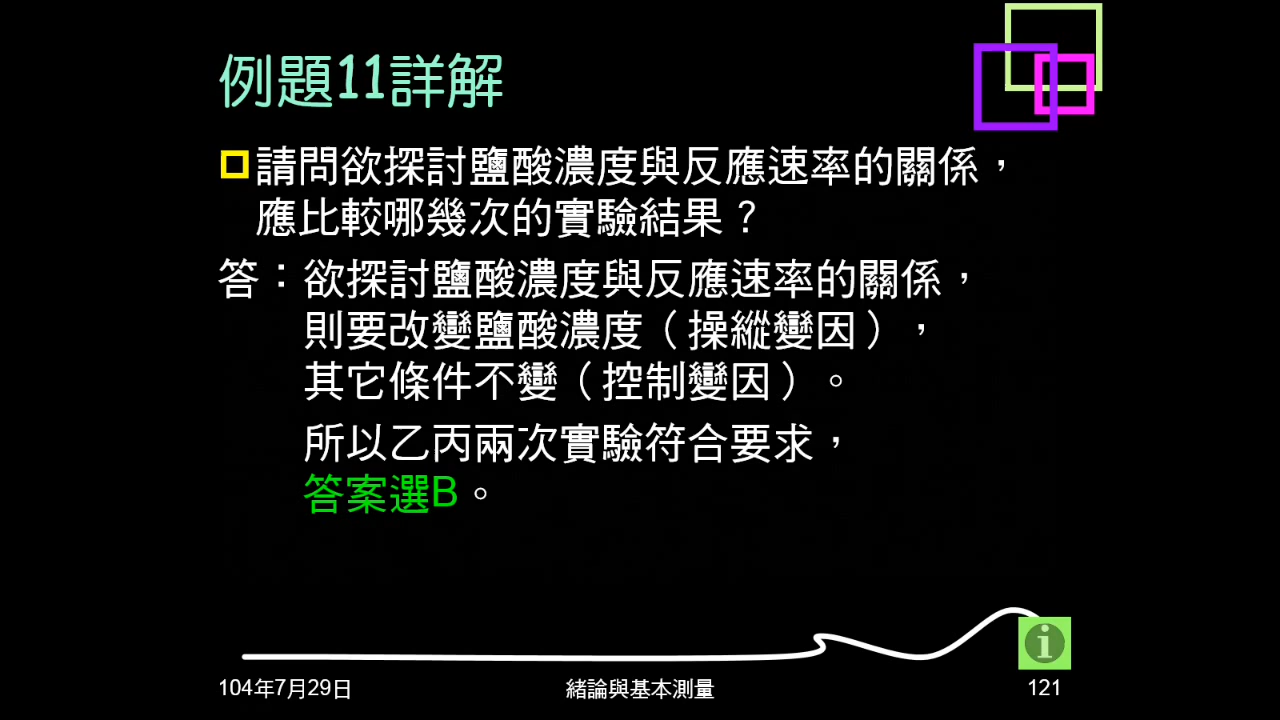 例題11詳解
請問欲探討鹽酸濃度與反應速率的關係，
應比較哪幾次的實驗結果？
答：欲探討鹽酸濃度與反應速率的關係，
則要改變鹽酸濃度（操縱變因），
其它條件不變（控制變因）。
所以乙丙兩次實驗符合要求，
答案選B。
104年7月29日
緒論與基本測量
121